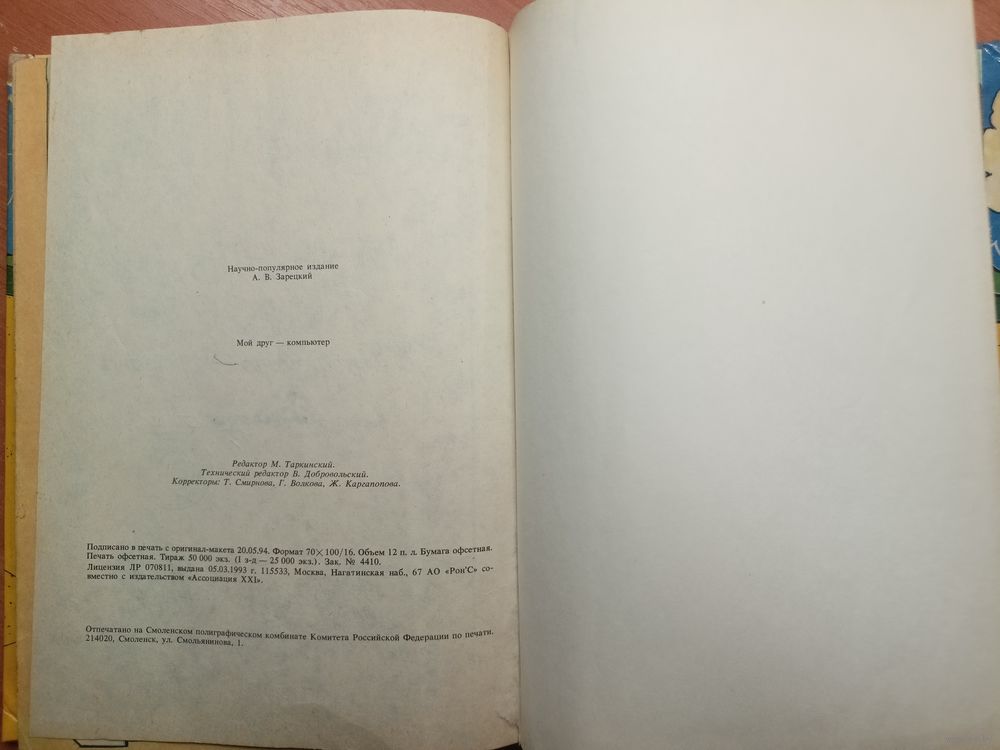 Научно-популярное издание
А. В. Зарецкий
Мой друг — компьютер
Редактор М. Таркинский.
Технический редактор В. Добровольский.
Корректоры: Т. Смирнова, Г. Волкова, Ж. Каргапопова.
Подписано в печать с оригинал-макета 20.05.94. Формат 70×100/16. Объем 12 п. л. Бумага офсетная.
Печать офсетная. Тираж 50 000 экз. (1 з-д — 25 000 экз.). Зак. № 4410.
Лицензия ЛР 070811, выдана 05.03.1993 г. 115533, Москва, Нагатинская наб., 67 АО «Рон'С» со-
вместно с издательством «Ассоциация XXI».
Отпечатано на Смоленском полиграфическом комбинате Комитета Российской Федерации по печати.
214020, Смоленск, ул. Смольянинова, 1.